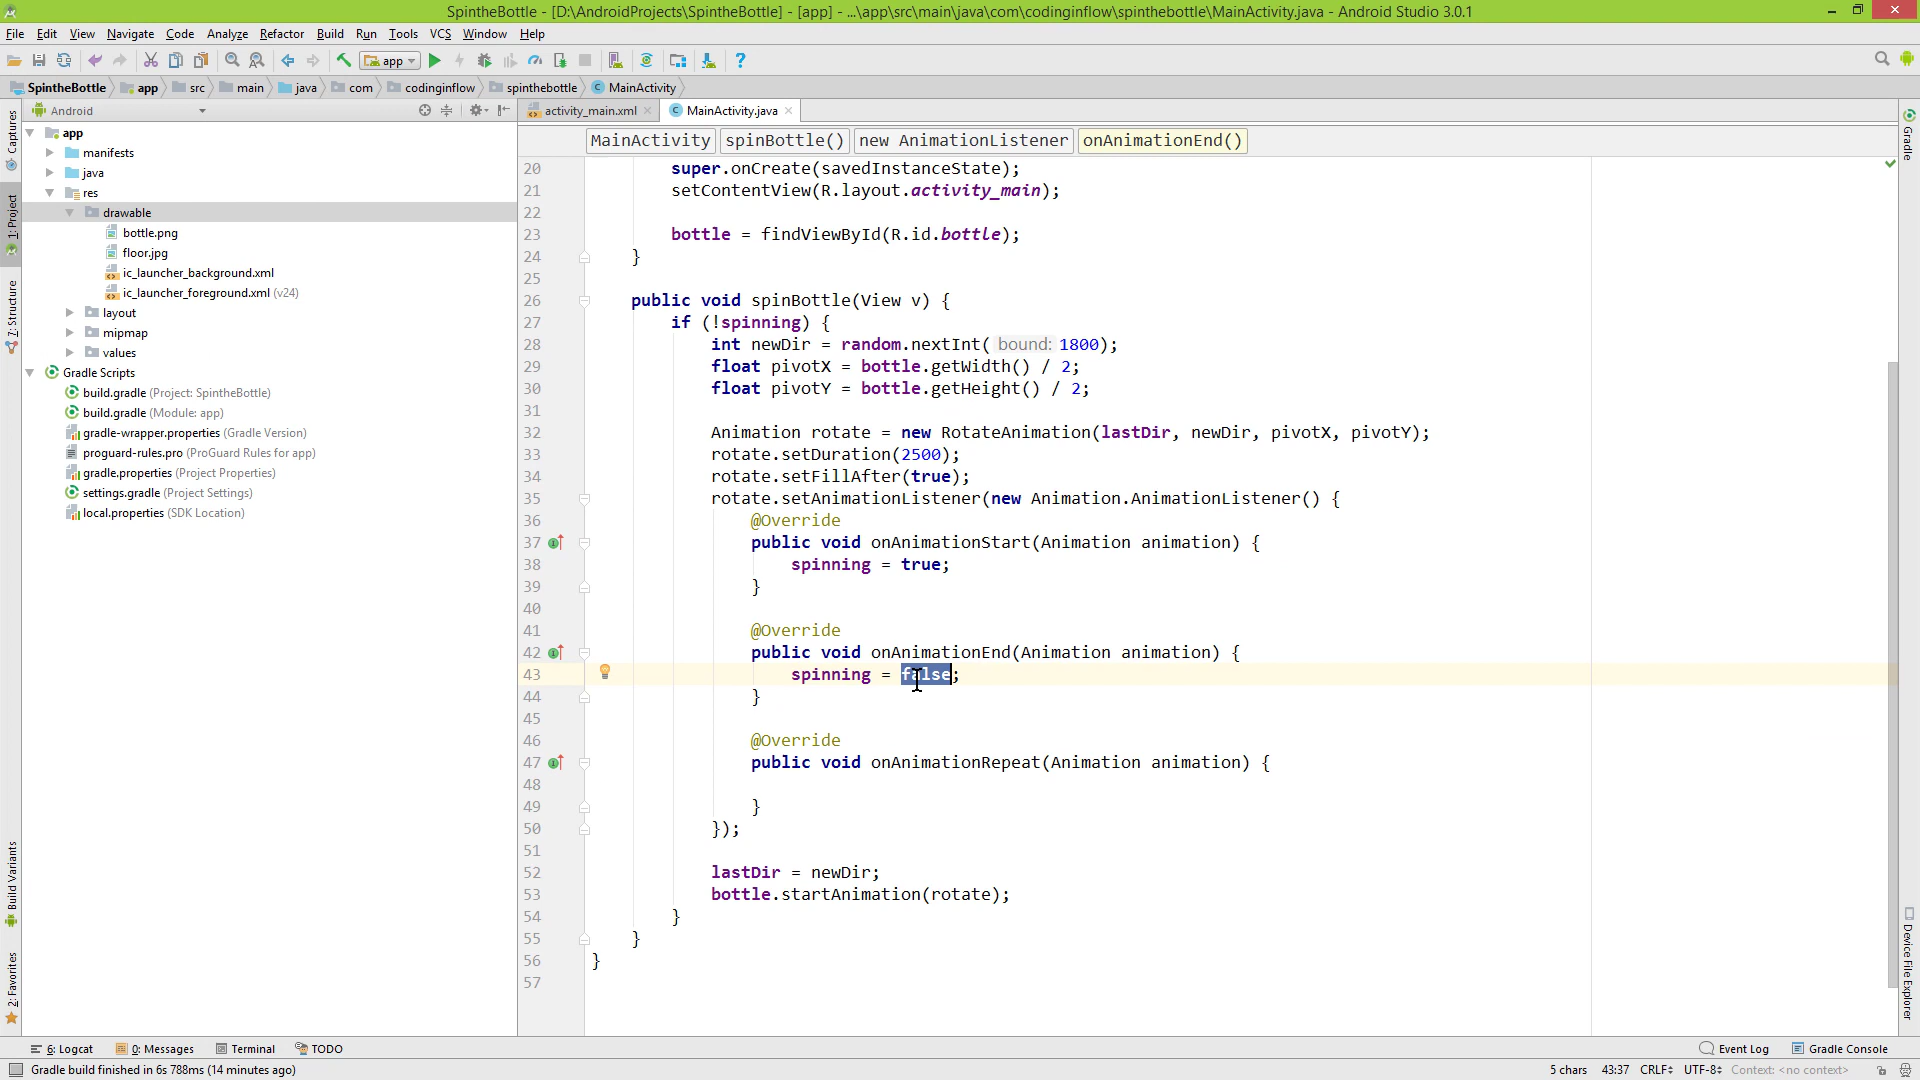 SpintheBottle - [D:\AndroidProjects\SpintheBottle] - [app] - ...\app\src\main\java\com\codinginflow\spinthebottle\MainActivity.java - Android Studio 3.0.1
File Edit View Navigate Code Analyze Refactor Build Run Tools VCS Window Help
app
SpintheBottle app src main java com codinginflow spinthebottle MainActivity
Android
activity_main.xml MainActivity.java
MainActivity spinBottle() new AnimationListener onAnimationEnd()
Captures
1: Project
7: Structure
Build Variants
2: Favorites
app
manifests
java
res
drawable
bottle.png
floor.jpg
ic_launcher_background.xml
ic_launcher_foreground.xml (v24)
layout
mipmap
values
Gradle Scripts
build.gradle (Project: SpintheBottle)
build.gradle (Module: app)
gradle-wrapper.properties (Gradle Version)
proguard-rules.pro (ProGuard Rules for app)
gradle.properties (Project Properties)
settings.gradle (Project Settings)
local.properties (SDK Location)
20 super.onCreate(savedInstanceState);
21 setContentView(R.layout.activity_main);
22
23 bottle = findViewById(R.id.bottle);
24 }
25
26 public void spinBottle(View v) {
27 if (!spinning) {
28 int newDir = random.nextInt( bound: 1800);
29 float pivotX = bottle.getWidth() / 2;
30 float pivotY = bottle.getHeight() / 2;
31
32 Animation rotate = new RotateAnimation(lastDir, newDir, pivotX, pivotY);
33 rotate.setDuration(2500);
34 rotate.setFillAfter(true);
35 rotate.setAnimationListener(new Animation.AnimationListener() {
36 @Override
37 public void onAnimationStart(Animation animation) {
38 spinning = true;
39 }
40
41 @Override
42 public void onAnimationEnd(Animation animation) {
43 spinning = false;
44 }
45
46 @Override
47 public void onAnimationRepeat(Animation animation) {
48
49 }
50 });
51
52 lastDir = newDir;
53 bottle.startAnimation(rotate);
54 }
55 }
56 }
57
Gradle
Device File Explorer
6: Logcat 0: Messages Terminal TODO Event Log Gradle Console
Gradle build finished in 6s 788ms (14 minutes ago) 5 chars 43:37 CRLF UTF-8 Context: <no context>